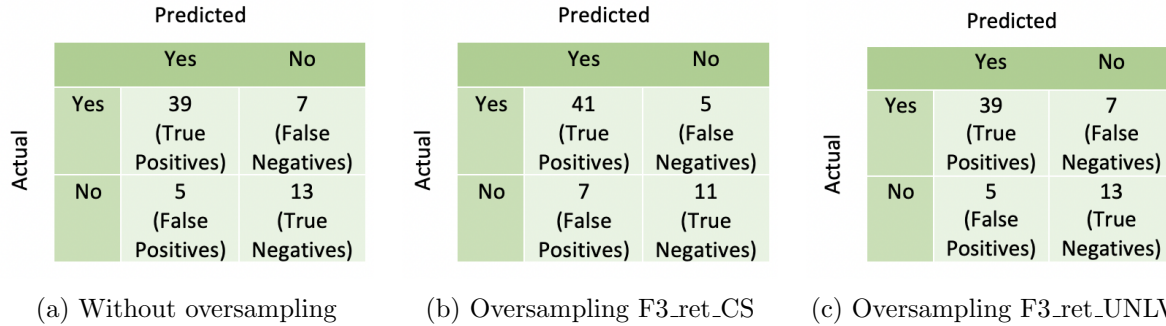 Predicted
Yes No
Yes 39 7
(True (False
Positives) Negatives)
Actual
No 5 13
(False (True
Positives) Negatives)
(a) Without oversampling
Predicted
Yes No
Yes 41 5
(True (False
Positives) Negatives)
Actual
No 7 11
(False (True
Positives) Negatives)
(b) Oversampling F3_ret_CS
Predicted
Yes No
Yes 39 7
(True (False
Positives) Negatives)
Actual
No 5 13
(False (True
Positives) Negatives)
(c) Oversampling F3_ret_UNLV